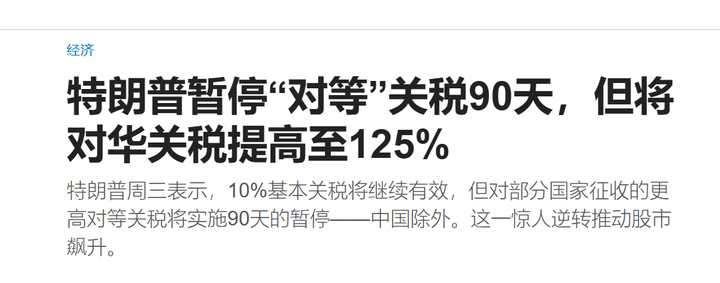 经济
特朗普暂停“对等”关税90天，但将
对华关税提高至125%
特朗普周三表示，10%基本关税将继续有效，但对部分国家征收的更
高对等关税将实施90天的暂停——中国除外。这一惊人逆转推动股市
飙升。